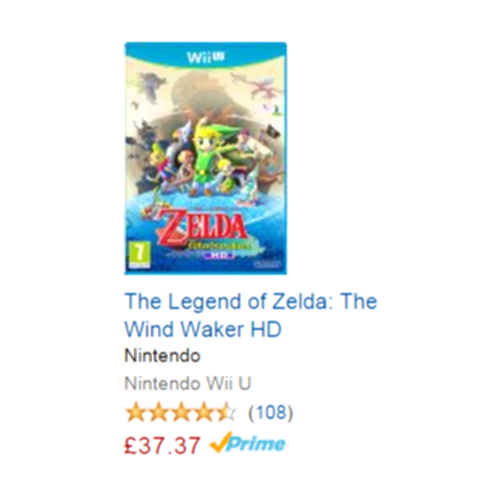 Wii U
ZELDA
HD
7
The Legend of Zelda: The
Wind Waker HD
Nintendo
Nintendo Wii U
(108)
£37.37 Prime